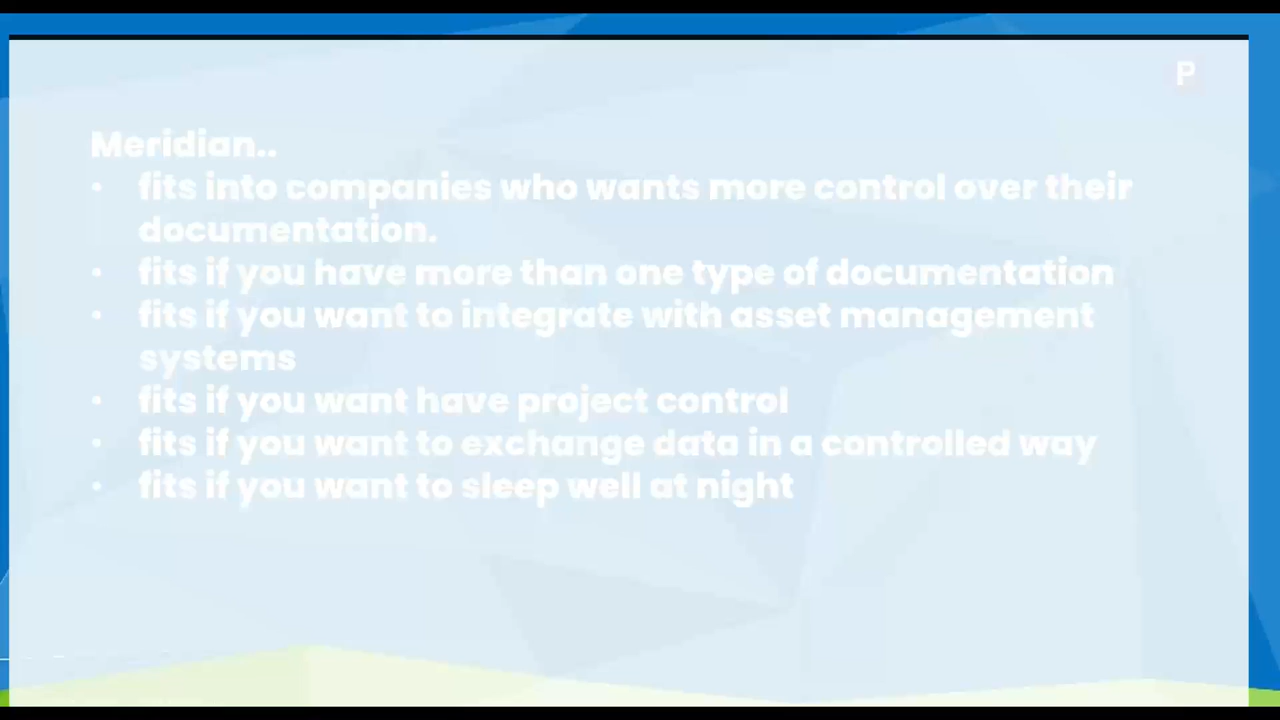 P
Meridian..
• fits into companies who wants more control over their
documentation.
• fits if you have more than one type of documentation
• fits if you want to integrate with asset management
systems
• fits if you want have project control
• fits if you want to exchange data in a controlled way
• fits if you want to sleep well at night